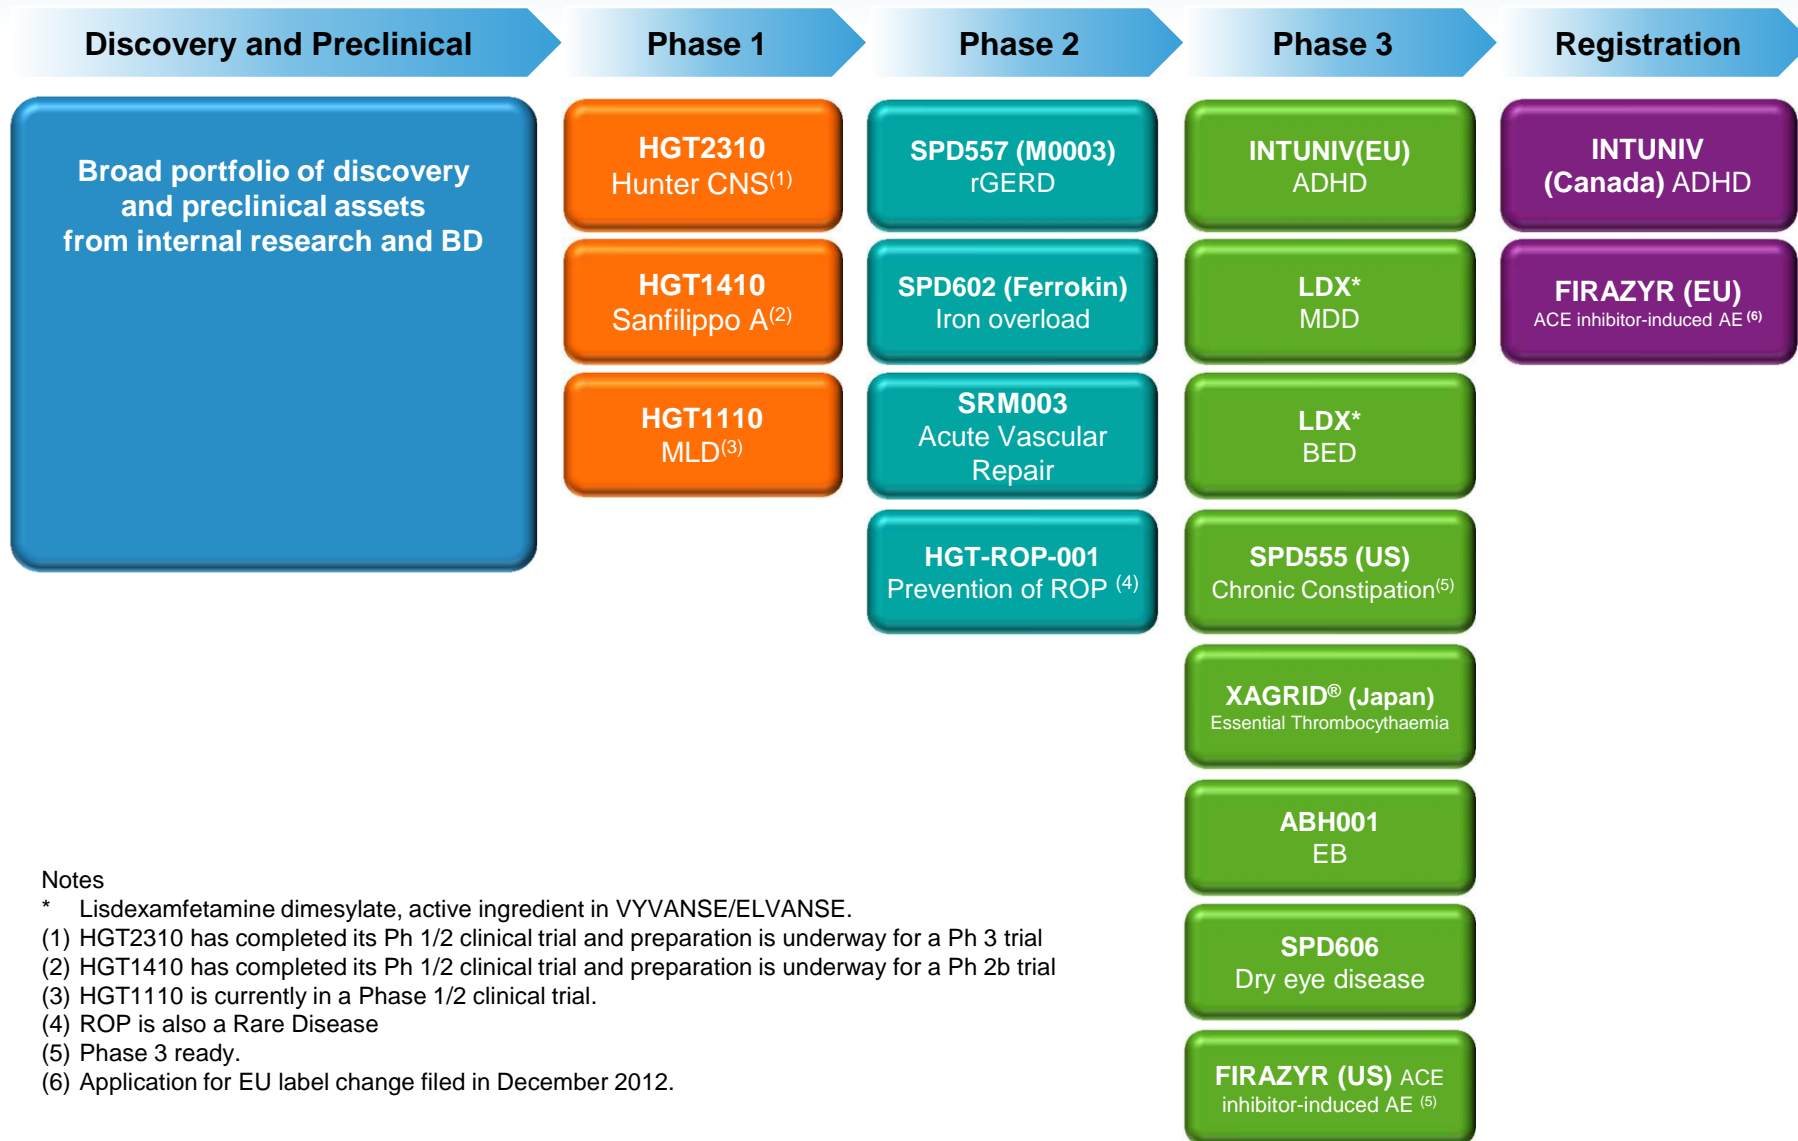 Discovery and Preclinical
Phase 1
Phase 2
Phase 3
Registration
Broad portfolio of discovery
and preclinical assets
from internal research and BD
HGT2310
Hunter CNS(1)
HGT1410
Sanfilippo A(2)
HGT1110
MLD(3)
SPD557 (M0003)
rGERD
SPD602 (Ferrokin)
Iron overload
SRM003
Acute Vascular
Repair
HGT-ROP-001
Prevention of ROP (4)
INTUNIV(EU)
ADHD
LDX*
MDD
LDX*
BED
SPD555 (US)
Chronic Constipation(5)
XAGRID® (Japan)
Essential Thrombocythaemia
ABH001
EB
SPD606
Dry eye disease
FIRAZYR (US) ACE
inhibitor-induced AE (5)
INTUNIV
(Canada) ADHD
FIRAZYR (EU)
ACE inhibitor-induced AE (6)
Notes
* Lisdexamfetamine dimesylate, active ingredient in VYVANSE/ELVANSE.
(1) HGT2310 has completed its Ph 1/2 clinical trial and preparation is underway for a Ph 3 trial
(2) HGT1410 has completed its Ph 1/2 clinical trial and preparation is underway for a Ph 2b trial
(3) HGT1110 is currently in a Phase 1/2 clinical trial.
(4) ROP is also a Rare Disease
(5) Phase 3 ready.
(6) Application for EU label change filed in December 2012.